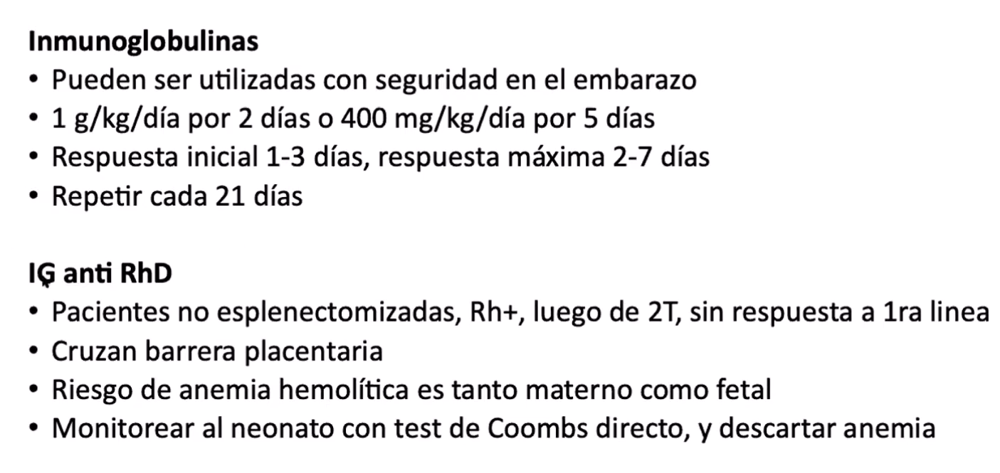 Inmunoglobulinas
• Pueden ser utilizadas con seguridad en el embarazo
• 1 g/kg/día por 2 días o 400 mg/kg/día por 5 días
• Respuesta inicial 1-3 días, respuesta máxima 2-7 días
• Repetir cada 21 días
IG anti RhD
• Pacientes no esplenectomizadas, Rh+, luego de 2T, sin respuesta a 1ra linea
• Cruzan barrera placentaria
• Riesgo de anemia hemolítica es tanto materno como fetal
• Monitorear al neonato con test de Coombs directo, y descartar anemia